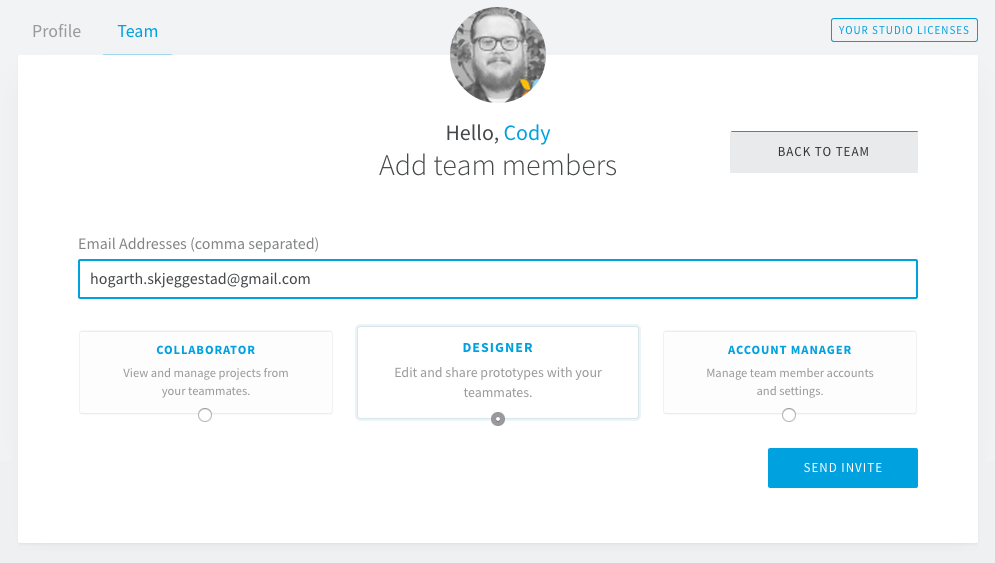 Profile
Team
YOUR STUDIO LICENSES
Hello, Cody
Add team members
BACK TO TEAM
Email Addresses (comma separated)
hogarth.skjeggestad@gmail.com
COLLABORATOR
View and manage projects from
your teammates.
DESIGNER
Edit and share prototypes with your
teammates.
ACCOUNT MANAGER
Manage team member accounts
and settings.
SEND INVITE